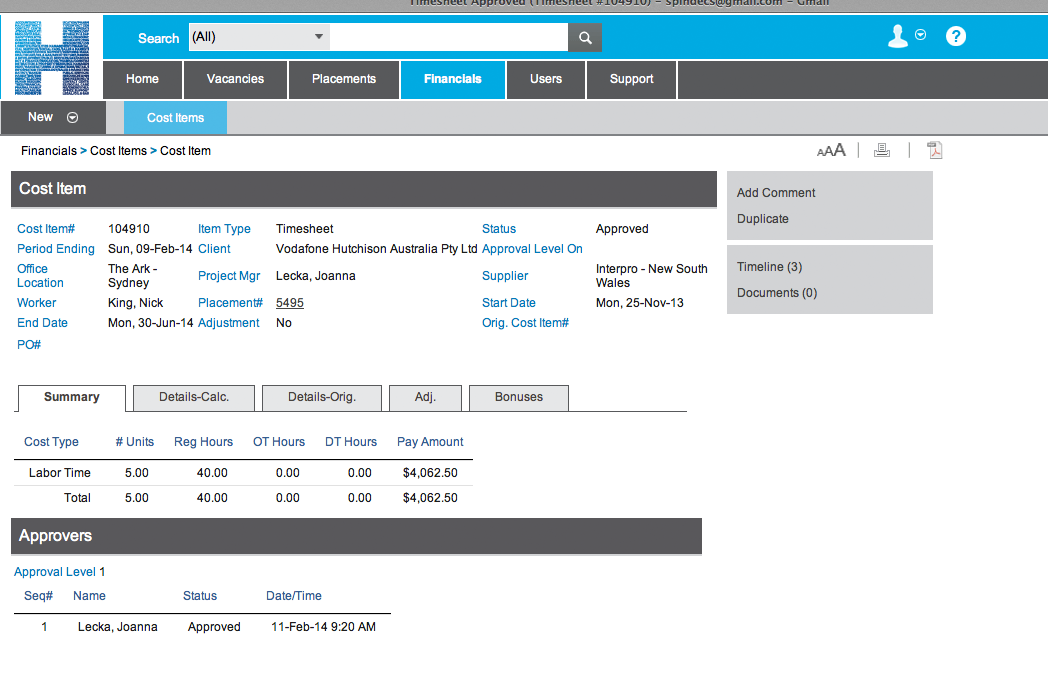 Timesheet Approved (Timesheet #104910) – spindecs@gmail.com – Gmail
Search (All)
?
Home Vacancies Placements Financials Users Support
New Cost Items
Financials > Cost Items > Cost Item
AAA
Cost Item
Add Comment
Duplicate
Timeline (3)
Documents (0)
Cost Item# 104910 Item Type Timesheet Status Approved
Period Ending Sun, 09-Feb-14 Client Vodafone Hutchison Australia Pty Ltd Approval Level On
Office Location The Ark - Sydney Project Mgr Lecka, Joanna Supplier Interpro - New South Wales
Worker King, Nick Placement# 5495 Start Date Mon, 25-Nov-13
End Date Mon, 30-Jun-14 Adjustment No Orig. Cost Item#
PO#
Summary Details-Calc. Details-Orig. Adj. Bonuses
Cost Type # Units Reg Hours OT Hours DT Hours Pay Amount
Labor Time 5.00 40.00 0.00 0.00 $4,062.50
Total 5.00 40.00 0.00 0.00 $4,062.50
Approvers
Approval Level 1
Seq# Name Status Date/Time
1 Lecka, Joanna Approved 11-Feb-14 9:20 AM